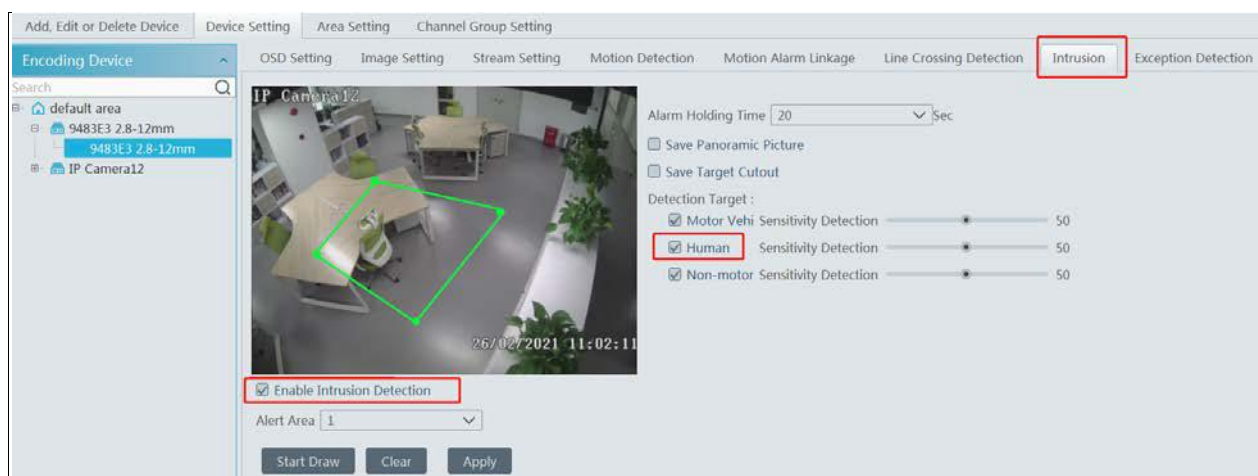 Add, Edit or Delete Device Device Setting Area Setting Channel Group Setting
Encoding Device
Search
default area
9483E3 2.8-12mm
9483E3 2.8-12mm
IP Camera12
OSD Setting Image Setting Stream Setting Motion Detection Motion Alarm Linkage Line Crossing Detection Intrusion Exception Detection
IP Camera12
26/02/2021 11:02:11
Enable Intrusion Detection
Alert Area 1
Start Draw Clear Apply
Alarm Holding Time 20 Sec
Save Panoramic Picture
Save Target Cutout
Detection Target :
Motor Vehi Sensitivity Detection 50
Human Sensitivity Detection 50
Non-motor Sensitivity Detection 50